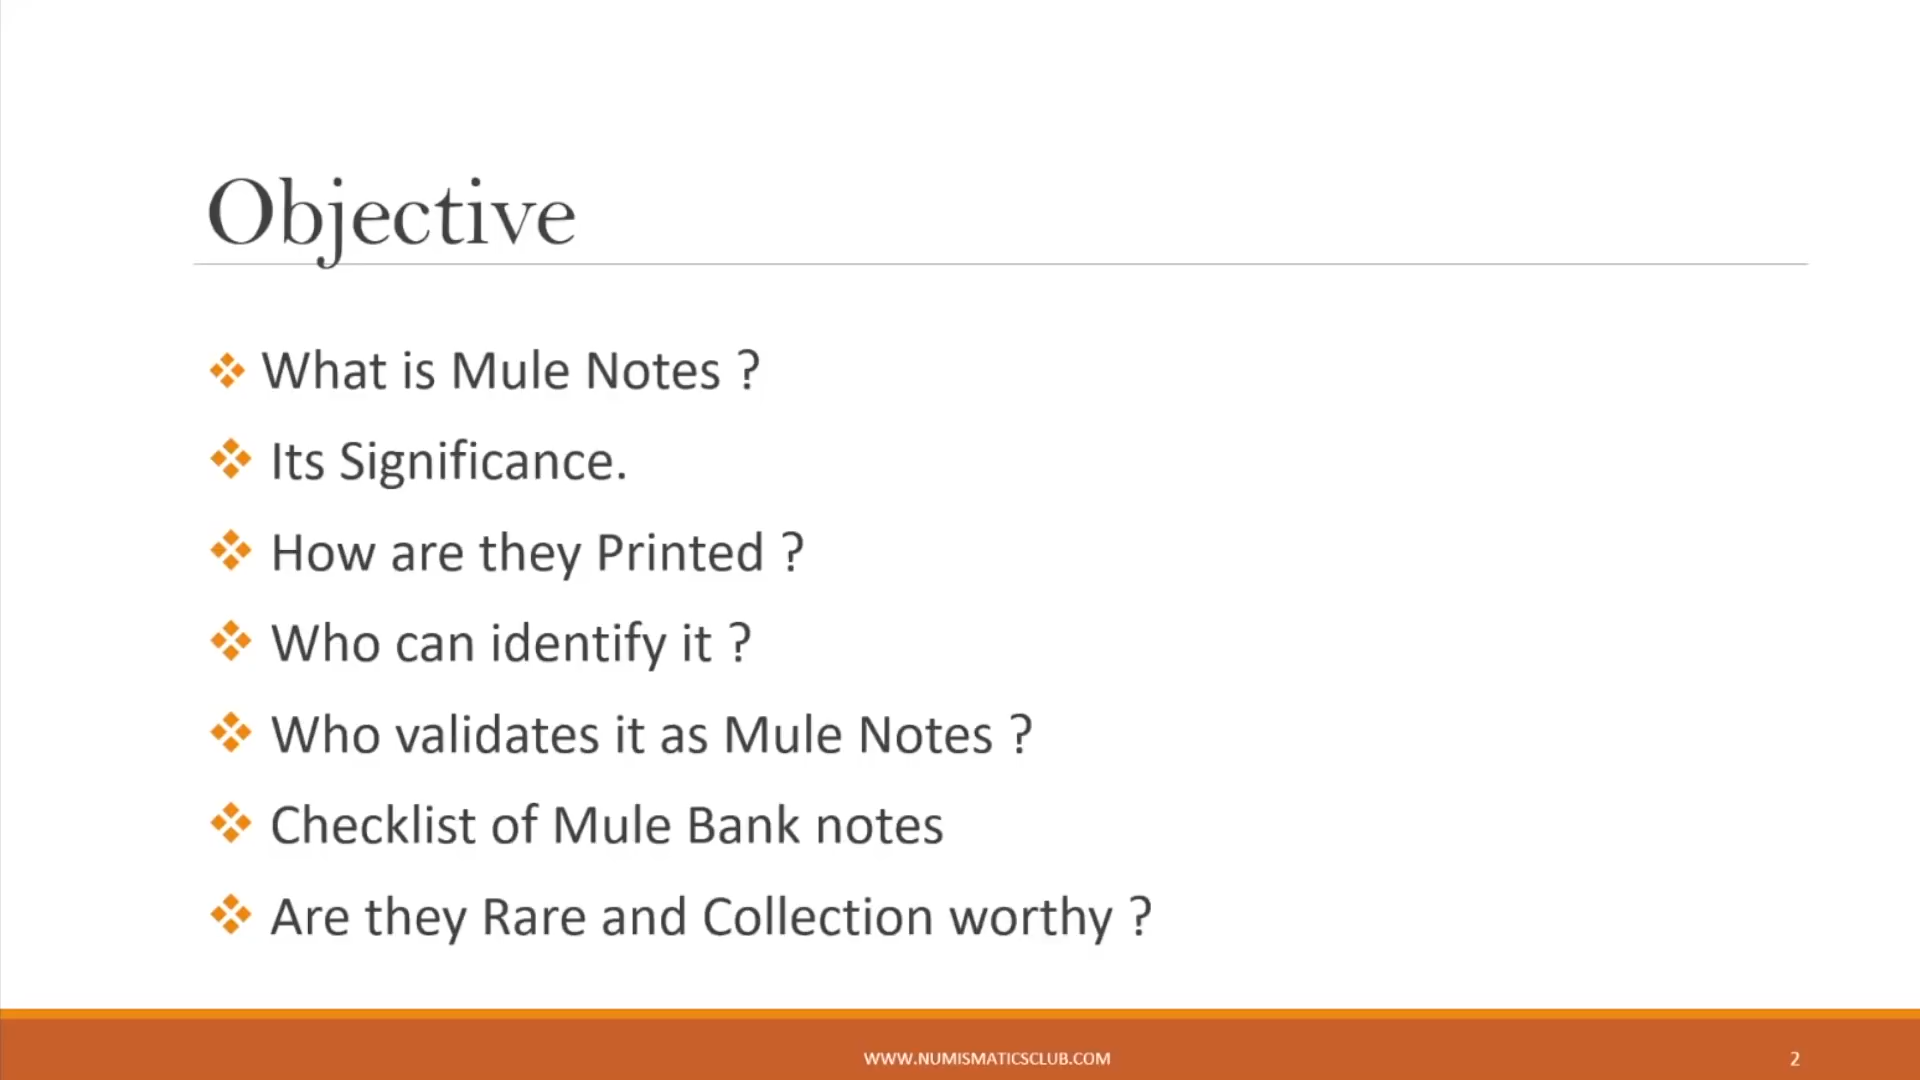 Objective
What is Mule Notes ?
Its Significance.
How are they Printed ?
Who can identify it ?
Who validates it as Mule Notes ?
Checklist of Mule Bank notes
Are they Rare and Collection worthy ?
WWW.NUMISMATICSCLUB.COM
2